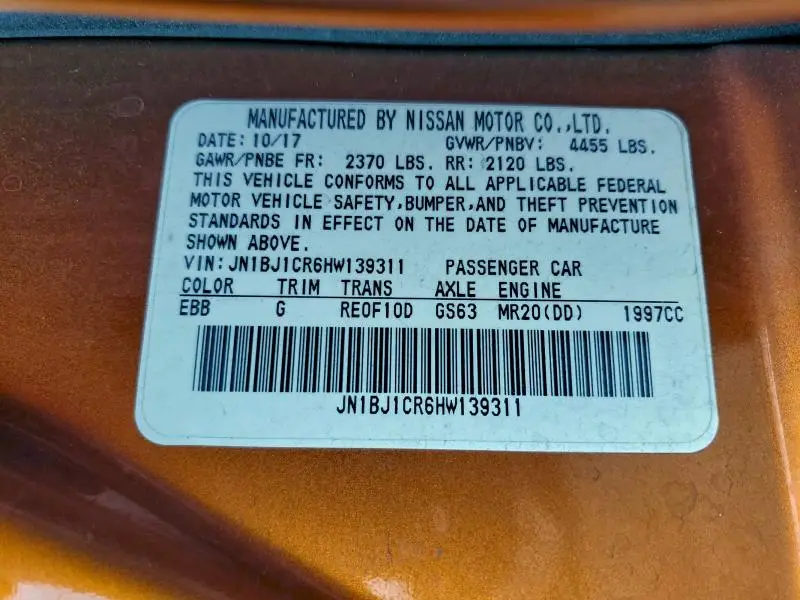 MANUFACTURED BY NISSAN MOTOR CO.,LTD.
DATE: 10/17 GVWR/PNBV: 4455 LBS.
GAWR/PNBE FR: 2370 LBS. RR: 2120 LBS.
THIS VEHICLE CONFORMS TO ALL APPLICABLE FEDERAL
MOTOR VEHICLE SAFETY,BUMPER,AND THEFT PREVENTION
STANDARDS IN EFFECT ON THE DATE OF MANUFACTURE
SHOWN ABOVE.
VIN:JN1BJ1CR6HW139311 PASSENGER CAR
COLOR TRIM TRANS AXLE ENGINE
EBB G RE0F10D GS63 MR20(DD) 1997CC
JN1BJ1CR6HW139311